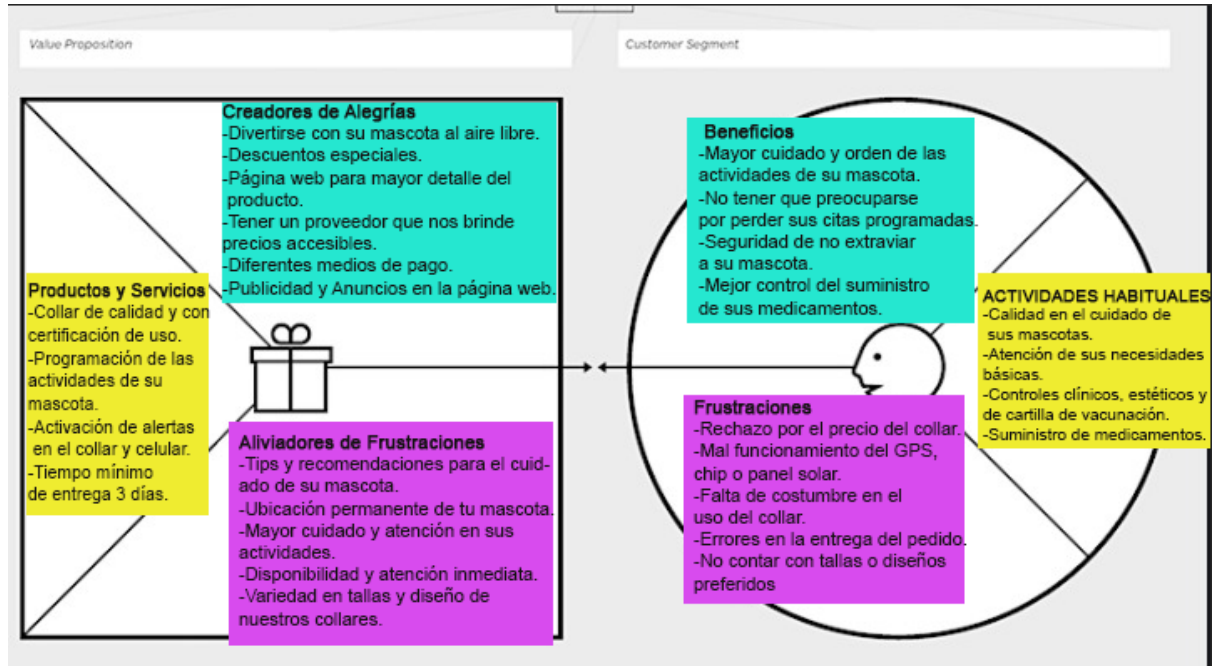 Value Proposition
Customer Segment
Creadores de Alegrías
-Divertirse con su mascota al aire libre.
-Descuentos especiales.
-Página web para mayor detalle del
producto.
-Tener un proveedor que nos brinde
precios accesibles.
-Diferentes medios de pago.
-Publicidad y Anuncios en la página web.
Productos y Servicios
-Collar de calidad y con
certificación de uso.
-Programación de las
actividades de su
mascota.
-Activación de alertas
en el collar y celular.
-Tiempo mínimo
de entrega 3 días.
Aliviadores de Frustraciones
-Tips y recomendaciones para el cuid-
ado de su mascota.
-Ubicación permanente de tu mascota.
-Mayor cuidado y atención en sus
actividades.
-Disponibilidad y atención inmediata.
-Variedad en tallas y diseño de
nuestros collares.
Beneficios
-Mayor cuidado y orden de las
actividades de su mascota.
-No tener que preocuparse
por perder sus citas programadas.
-Seguridad de no extraviar
a su mascota.
-Mejor control del suministro
de sus medicamentos.
ACTIVIDADES HABITUALES
-Calidad en el cuidado de
sus mascotas.
-Atención de sus necesidades
básicas.
-Controles clínicos, estéticos y
de cartilla de vacunación.
-Suministro de medicamentos.
Frustraciones
-Rechazo por el precio del collar.
-Mal funcionamiento del GPS,
chip o panel solar.
-Falta de costumbre en el
uso del collar.
-Errores en la entrega del pedido.
-No contar con tallas o diseños
preferidos